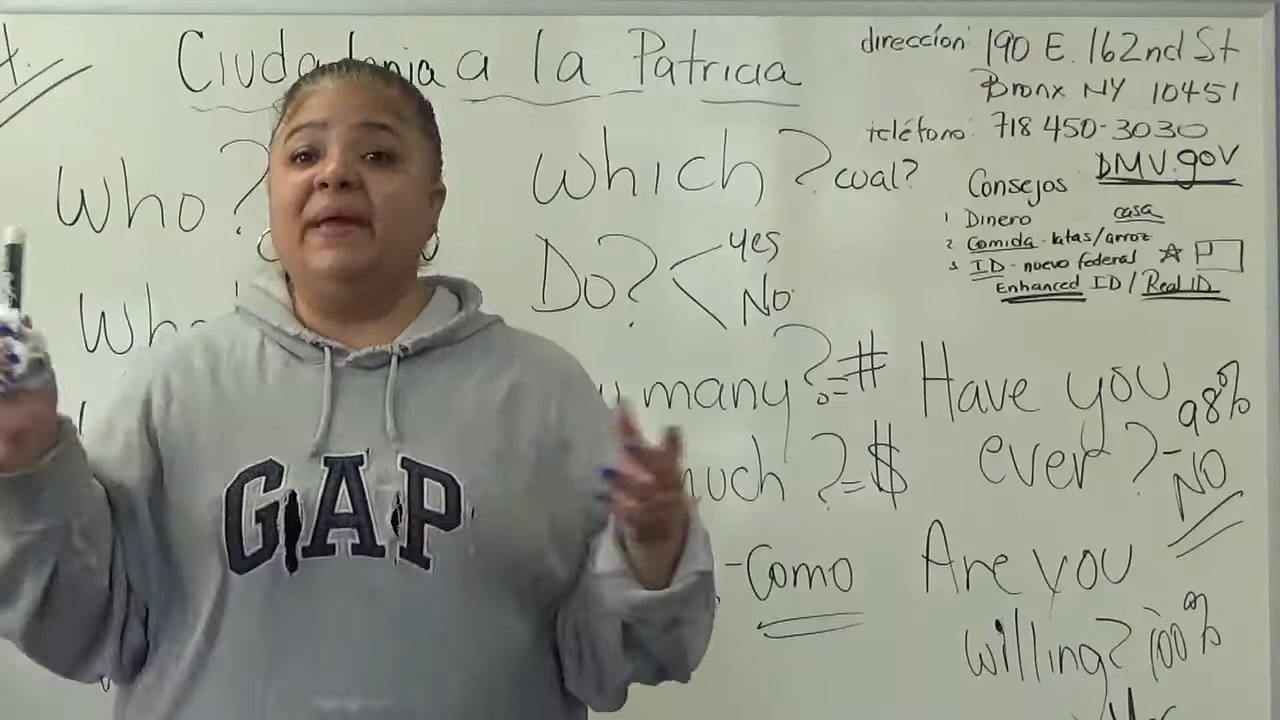 Ciudadania a la Patricia
Who?
Which? cual?
Do? yes
No
many? = #
much? = $
- Como
dirección: 190 E. 162nd St
Bronx NY 10451
teléfono: 718 450-3030
DMV.gov
Consejos
casa
1 Dinero
2 Comida - latas/arroz
3 ID - nuevo federal
Enhanced ID / Real ID
Have you
ever? - 98%
NO
Are you
willing? 100%
GAP